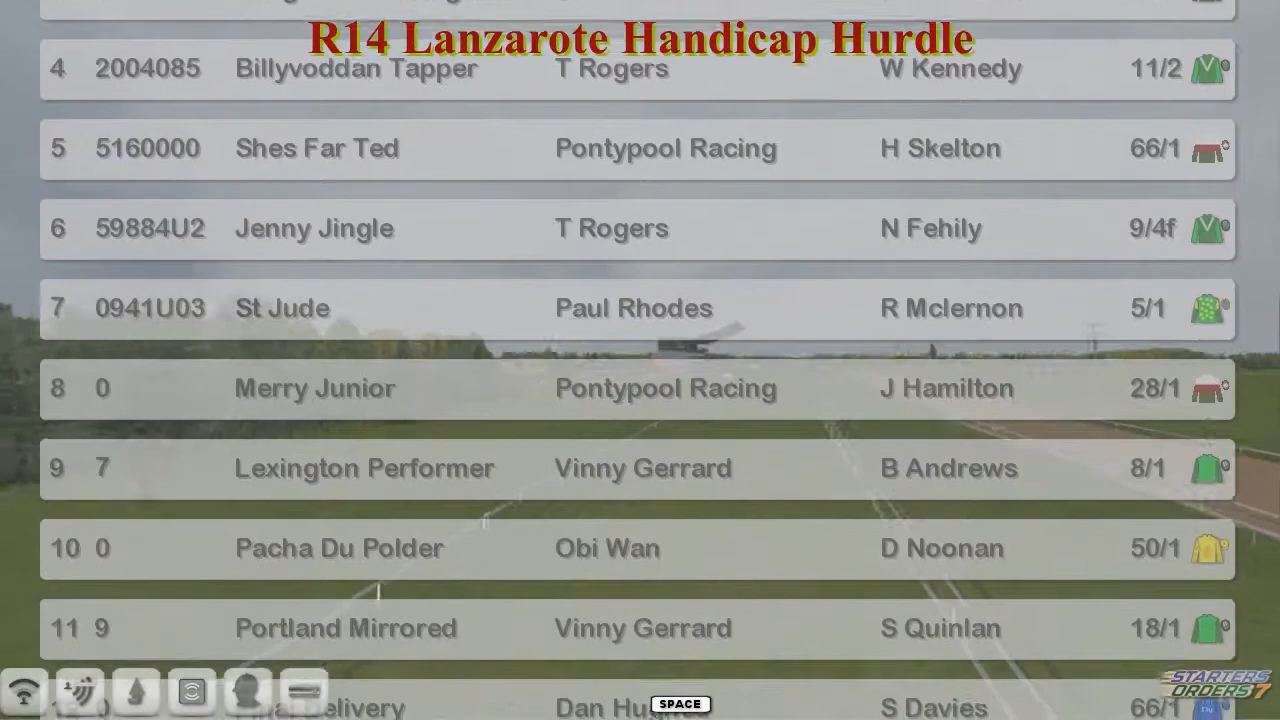 R14 Lanzarote Handicap Hurdle
4 2004085 Billyvoddan Tapper T Rogers W Kennedy 11/2
5 5160000 Shes Far Ted Pontypool Racing H Skelton 66/1
6 59884U2 Jenny Jingle T Rogers N Fehily 9/4f
7 0941U03 St Jude Paul Rhodes R Mclernon 5/1
8 0 Merry Junior Pontypool Racing J Hamilton 28/1
9 7 Lexington Performer Vinny Gerrard B Andrews 8/1
10 0 Pacha Du Polder Obi Wan D Noonan 50/1
11 9 Portland Mirrored Vinny Gerrard S Quinlan 18/1
12 0 Final Delivery Dan S Davies 66/1
SPACE
STARTERS
ORDERS 7